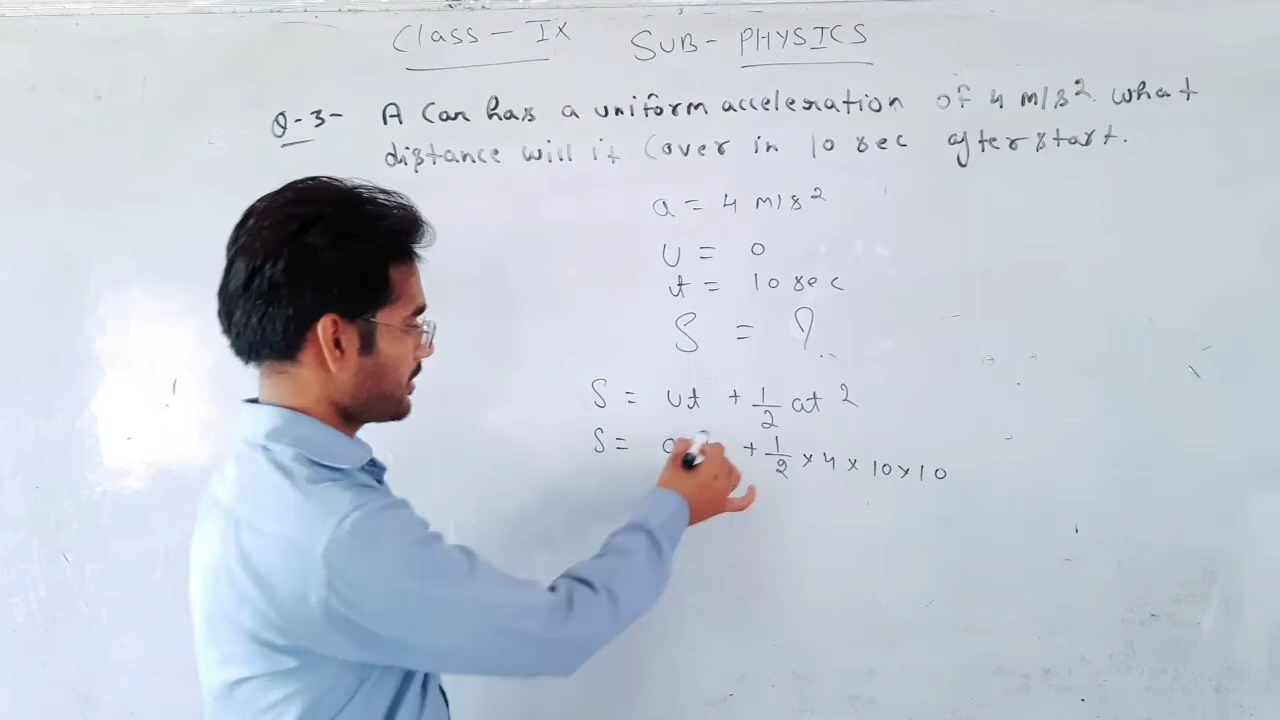 Class - IX SUB - PHYSICS
Q-3- A Car has a uniform acceleration of 4 m/s². what
distance will it Cover in 10 sec after start.
a = 4 m/s²
u = 0
t = 10 sec
S = ?
S = ut + 1/2 at 2
S = + 1/2 × 4 × 10 × 10